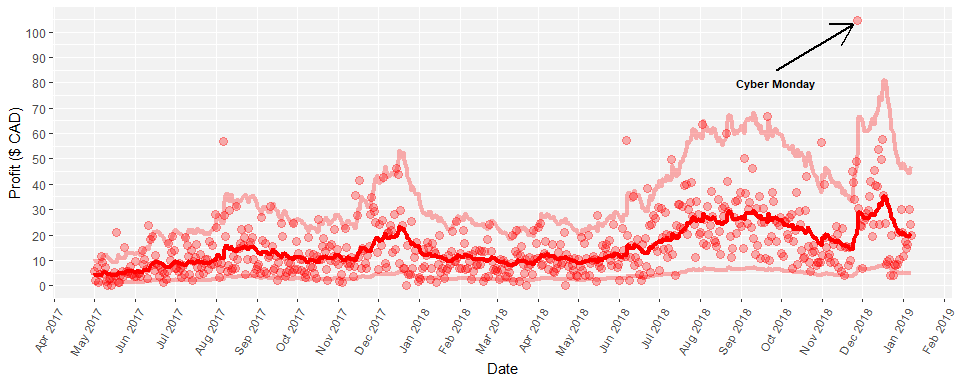 100
90
80
70
60
50
40
30
20
10
0
Profit ($ CAD)
Cyber Monday
Apr 2017
May 2017
Jun 2017
Jul 2017
Aug 2017
Sep 2017
Oct 2017
Nov 2017
Dec 2017
Jan 2018
Feb 2018
Mar 2018
Apr 2018
May 2018
Jun 2018
Jul 2018
Aug 2018
Sep 2018
Oct 2018
Nov 2018
Dec 2018
Jan 2019
Feb 2019
Date